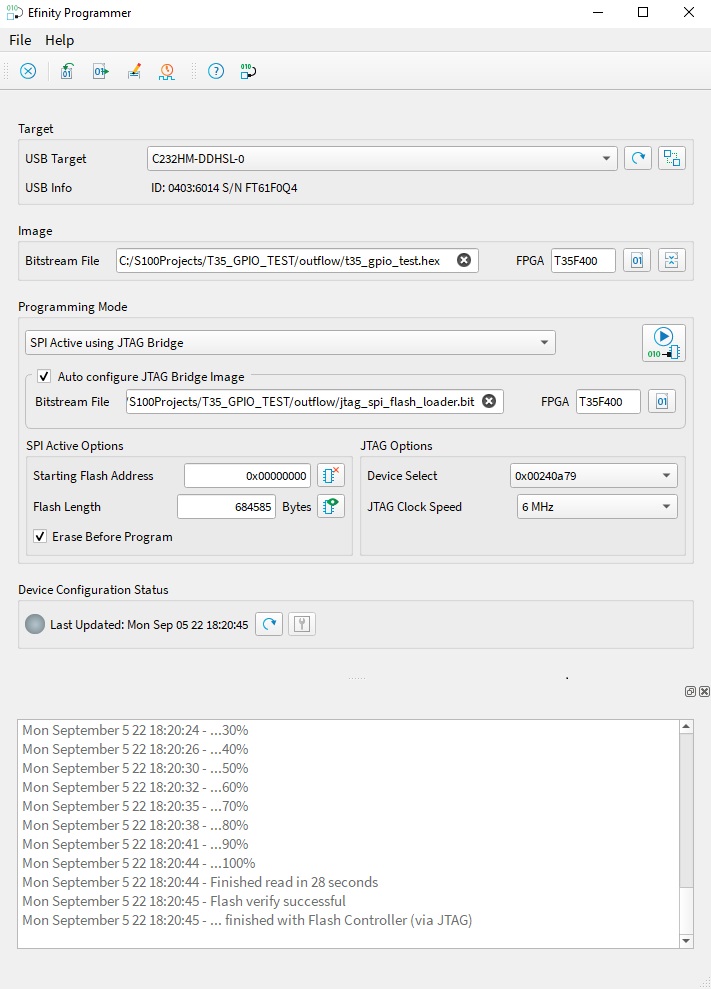 Efinity Programmer
File Help
Target
USB Target C232HM-DDHSL-0
USB Info ID: 0403:6014 S/N FT61F0Q4
Image
Bitstream File C:/S100Projects/T35_GPIO_TEST/outflow/t35_gpio_test.hex FPGA T35F400
Programming Mode
SPI Active using JTAG Bridge
Auto configure JTAG Bridge Image
Bitstream File 'S100Projects/T35_GPIO_TEST/outflow/jtag_spi_flash_loader.bit FPGA T35F400
SPI Active Options JTAG Options
Starting Flash Address 0x00000000 Device Select 0x00240a79
Flash Length 684585 Bytes JTAG Clock Speed 6 MHz
Erase Before Program
Device Configuration Status
Last Updated: Mon Sep 05 22 18:20:45
Mon September 5 22 18:20:24 - ...30%
Mon September 5 22 18:20:26 - ...40%
Mon September 5 22 18:20:30 - ...50%
Mon September 5 22 18:20:32 - ...60%
Mon September 5 22 18:20:35 - ...70%
Mon September 5 22 18:20:38 - ...80%
Mon September 5 22 18:20:41 - ...90%
Mon September 5 22 18:20:44 - ...100%
Mon September 5 22 18:20:44 - Finished read in 28 seconds
Mon September 5 22 18:20:45 - Flash verify successful
Mon September 5 22 18:20:45 - ... finished with Flash Controller (via JTAG)